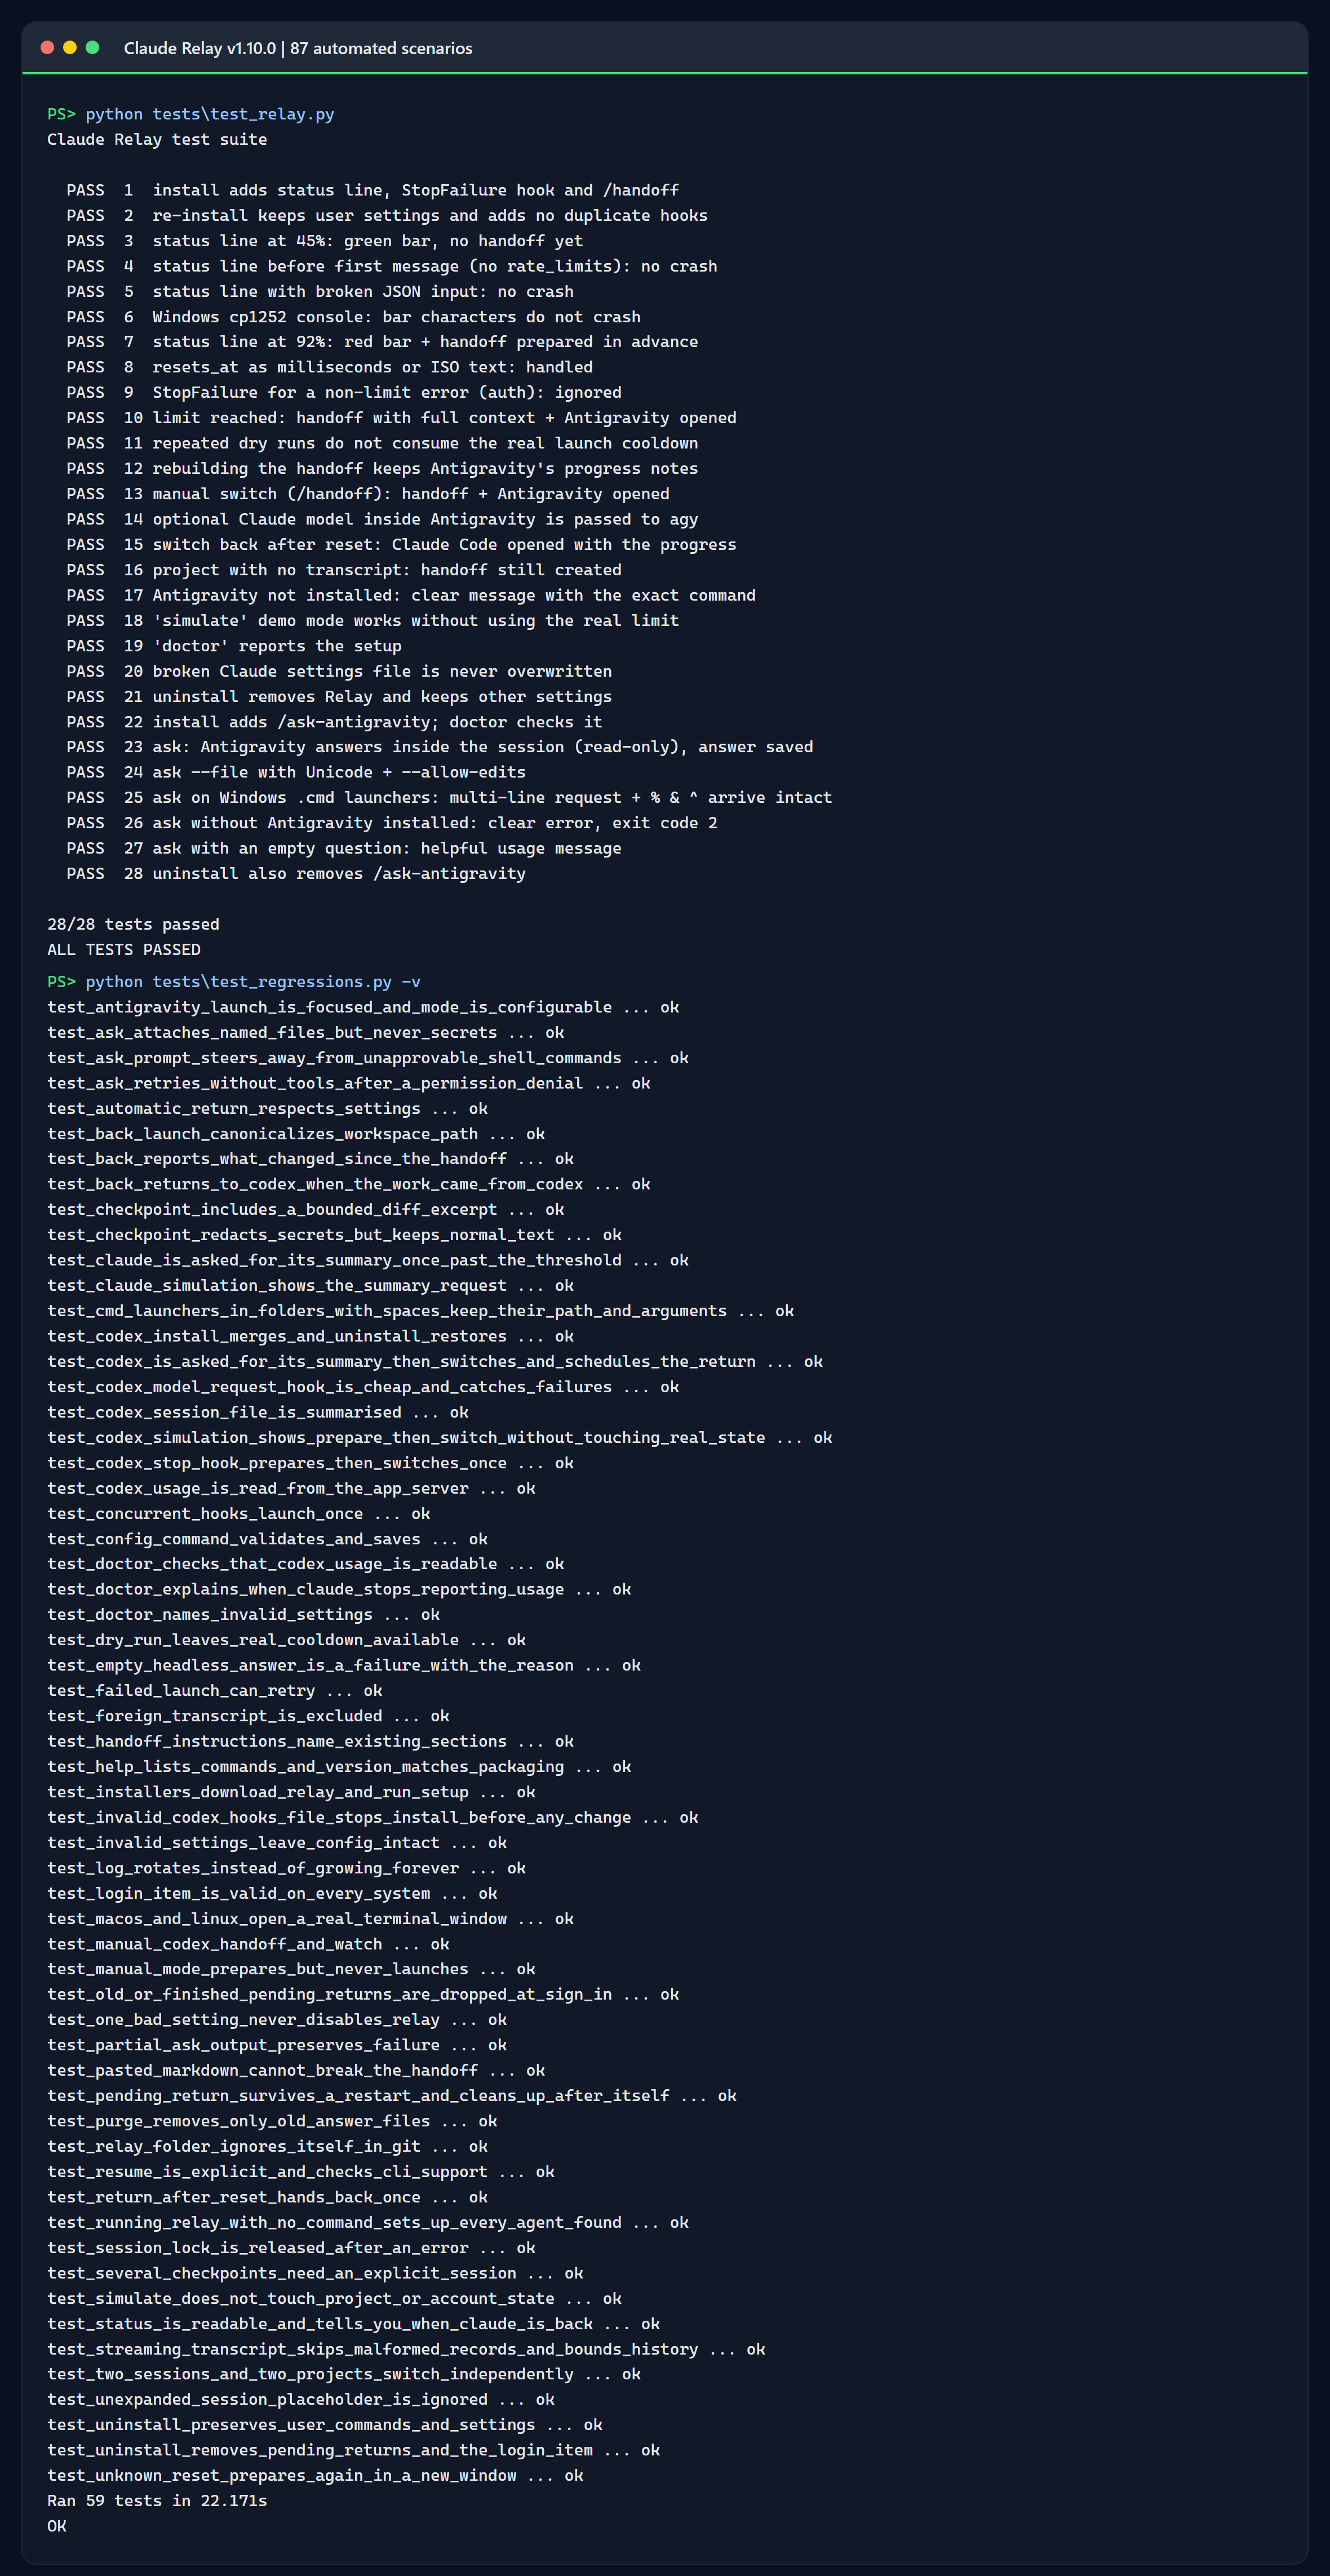 Claude Relay v1.10.0 | 87 automated scenarios
PS> python tests\test_relay.py
Claude Relay test suite
PASS 1 install adds status line, StopFailure hook and /handoff
PASS 2 re-install keeps user settings and adds no duplicate hooks
PASS 3 status line at 45%: green bar, no handoff yet
PASS 4 status line before first message (no rate_limits): no crash
PASS 5 status line with broken JSON input: no crash
PASS 6 Windows cp1252 console: bar characters do not crash
PASS 7 status line at 92%: red bar + handoff prepared in advance
PASS 8 resets_at as milliseconds or ISO text: handled
PASS 9 StopFailure for a non-limit error (auth): ignored
PASS 10 limit reached: handoff with full context + Antigravity opened
PASS 11 repeated dry runs do not consume the real launch cooldown
PASS 12 rebuilding the handoff keeps Antigravity's progress notes
PASS 13 manual switch (/handoff): handoff + Antigravity opened
PASS 14 optional Claude model inside Antigravity is passed to agy
PASS 15 switch back after reset: Claude Code opened with the progress
PASS 16 project with no transcript: handoff still created
PASS 17 Antigravity not installed: clear message with the exact command
PASS 18 'simulate' demo mode works without using the real limit
PASS 19 'doctor' reports the setup
PASS 20 broken Claude settings file is never overwritten
PASS 21 uninstall removes Relay and keeps other settings
PASS 22 install adds /ask-antigravity; doctor checks it
PASS 23 ask: Antigravity answers inside the session (read-only), answer saved
PASS 24 ask --file with Unicode + --allow-edits
PASS 25 ask on Windows .cmd launchers: multi-line request + % & ^ arrive intact
PASS 26 ask without Antigravity installed: clear error, exit code 2
PASS 27 ask with an empty question: helpful usage message
PASS 28 uninstall also removes /ask-antigravity
28/28 tests passed
ALL TESTS PASSED
PS> python tests\test_regressions.py -v
test_antigravity_launch_is_focused_and_mode_is_configurable ... ok
test_ask_attaches_named_files_but_never_secrets ... ok
test_ask_prompt_steers_away_from_unapprovable_shell_commands ... ok
test_ask_retries_without_tools_after_a_permission_denial ... ok
test_automatic_return_respects_settings ... ok
test_back_launch_canonicalizes_workspace_path ... ok
test_back_reports_what_changed_since_the_handoff ... ok
test_back_returns_to_codex_when_the_work_came_from_codex ... ok
test_checkpoint_includes_a_bounded_diff_excerpt ... ok
test_checkpoint_redacts_secrets_but_keeps_normal_text ... ok
test_claude_is_asked_for_its_summary_once_past_the_threshold ... ok
test_claude_simulation_shows_the_summary_request ... ok
test_cmd_launchers_in_folders_with_spaces_keep_their_path_and_arguments ... ok
test_codex_install_merges_and_uninstall_restores ... ok
test_codex_is_asked_for_its_summary_then_switches_and_schedules_the_return ... ok
test_codex_model_request_hook_is_cheap_and_catches_failures ... ok
test_codex_session_file_is_summarised ... ok
test_codex_simulation_shows_prepare_then_switch_without_touching_real_state ... ok
test_codex_stop_hook_prepares_then_switches_once ... ok
test_codex_usage_is_read_from_the_app_server ... ok
test_concurrent_hooks_launch_once ... ok
test_config_command_validates_and_saves ... ok
test_doctor_checks_that_codex_usage_is_readable ... ok
test_doctor_explains_when_claude_stops_reporting_usage ... ok
test_doctor_names_invalid_settings ... ok
test_dry_run_leaves_real_cooldown_available ... ok
test_empty_headless_answer_is_a_failure_with_the_reason ... ok
test_failed_launch_can_retry ... ok
test_foreign_transcript_is_excluded ... ok
test_handoff_instructions_name_existing_sections ... ok
test_help_lists_commands_and_version_matches_packaging ... ok
test_installers_download_relay_and_run_setup ... ok
test_invalid_codex_hooks_file_stops_install_before_any_change ... ok
test_invalid_settings_leave_config_intact ... ok
test_log_rotates_instead_of_growing_forever ... ok
test_login_item_is_valid_on_every_system ... ok
test_macos_and_linux_open_a_real_terminal_window ... ok
test_manual_codex_handoff_and_watch ... ok
test_manual_mode_prepares_but_never_launches ... ok
test_old_or_finished_pending_returns_are_dropped_at_sign_in ... ok
test_one_bad_setting_never_disables_relay ... ok
test_partial_ask_output_preserves_failure ... ok
test_pasted_markdown_cannot_break_the_handoff ... ok
test_pending_return_survives_a_restart_and_cleans_up_after_itself ... ok
test_purge_removes_only_old_answer_files ... ok
test_relay_folder_ignores_itself_in_git ... ok
test_resume_is_explicit_and_checks_cli_support ... ok
test_return_after_reset_hands_back_once ... ok
test_running_relay_with_no_command_sets_up_every_agent_found ... ok
test_session_lock_is_released_after_an_error ... ok
test_several_checkpoints_need_an_explicit_session ... ok
test_simulate_does_not_touch_project_or_account_state ... ok
test_status_is_readable_and_tells_you_when_claude_is_back ... ok
test_streaming_transcript_skips_malformed_records_and_bounds_history ... ok
test_two_sessions_and_two_projects_switch_independently ... ok
test_unexpanded_session_placeholder_is_ignored ... ok
test_uninstall_preserves_user_commands_and_settings ... ok
test_uninstall_removes_pending_returns_and_the_login_item ... ok
test_unknown_reset_prepares_again_in_a_new_window ... ok
Ran 59 tests in 22.171s
OK